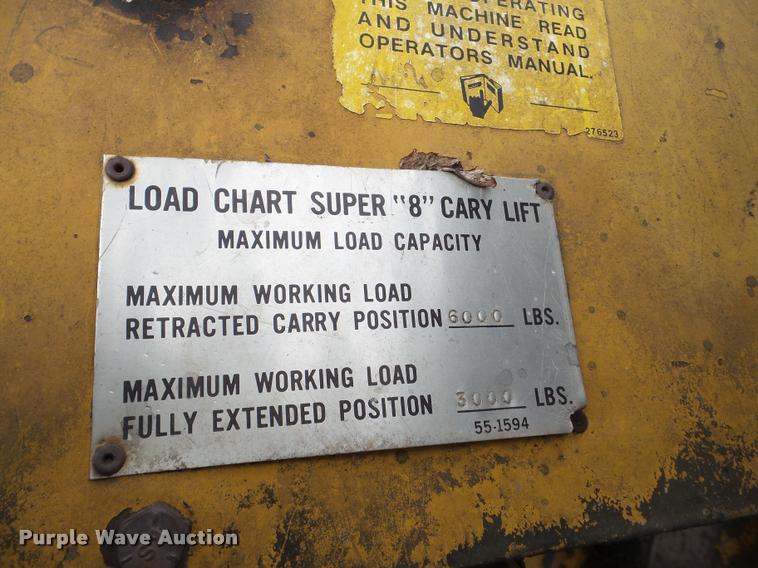 OPERATING
THIS MACHINE READ
AND UNDERSTAND
OPERATORS MANUAL.
276523
LOAD CHART SUPER "8" CARY LIFT
MAXIMUM LOAD CAPACITY
MAXIMUM WORKING LOAD
RETRACTED CARRY POSITION 6000 LBS.
MAXIMUM WORKING LOAD
FULLY EXTENDED POSITION 3000 LBS.
55-1594
Purple Wave Auction